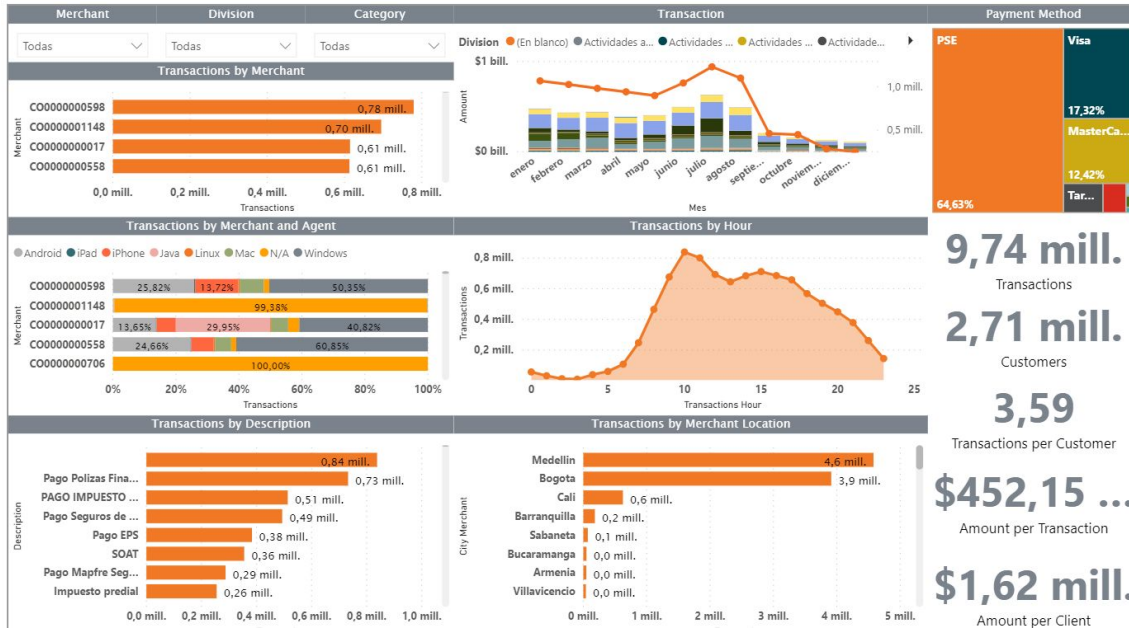 Merchant
Division
Category
Todas
Todas
Todas
Transactions by Merchant
Merchant
CO0000000598
CO0000001148
CO0000000017
CO0000000558
0,78 mill.
0,70 mill.
0,61 mill.
0,61 mill.
0,0 mill. 0,2 mill. 0,4 mill. 0,6 mill. 0,8 mill.
Transactions
Transaction
Division (En blanco) Actividades a... Actividades ... Actividades ... Actividade...
Amount
$1 bill.
$0 bill.
1,0 mill.
0,5 mill.
enero febrero marzo abril mayo junio julio agosto septie... octubre noviem... diciem...
Mes
Payment Method
PSE
64,63%
Visa
17,32%
MasterCa...
12,42%
Tar...
Transactions by Merchant and Agent
Android iPad iPhone Java Linux Mac N/A Windows
Merchant
CO0000000598 25,82% 13,72% 50,35%
CO0000001148 99,38%
CO0000000017 13,65% 29,95% 40,82%
CO0000000558 24,66% 60,85%
CO0000000706 100,00%
0% 20% 40% 60% 80% 100%
Transactions
Transactions by Hour
Transactions
0,8 mill.
0,6 mill.
0,4 mill.
0,2 mill.
0 5 10 15 20 25
Transactions Hour
9,74 mill.
Transactions
2,71 mill.
Customers
3,59
Transactions per Customer
$452,15 ...
Amount per Transaction
$1,62 mill.
Amount per Client
Transactions by Description
Description
0,84 mill.
Pago Polizas Fina... 0,73 mill.
PAGO IMPUESTO ... 0,51 mill.
Pago Seguros de ... 0,49 mill.
Pago EPS 0,38 mill.
SOAT 0,36 mill.
Pago Mapfre Seg... 0,29 mill.
Impuesto predial 0,26 mill.
0,0 mill. 0,2 mill. 0,4 mill. 0,6 mill. 0,8 mill. 1,0 mill.
Transactions by Merchant Location
City Merchant
Medellin 4,6 mill.
Bogota 3,9 mill.
Cali 0,6 mill.
Barranquilla 0,2 mill.
Sabaneta 0,1 mill.
Bucaramanga 0,0 mill.
Armenia 0,0 mill.
Villavicencio 0,0 mill.
0 mill. 1 mill. 2 mill. 3 mill. 4 mill. 5 mill.